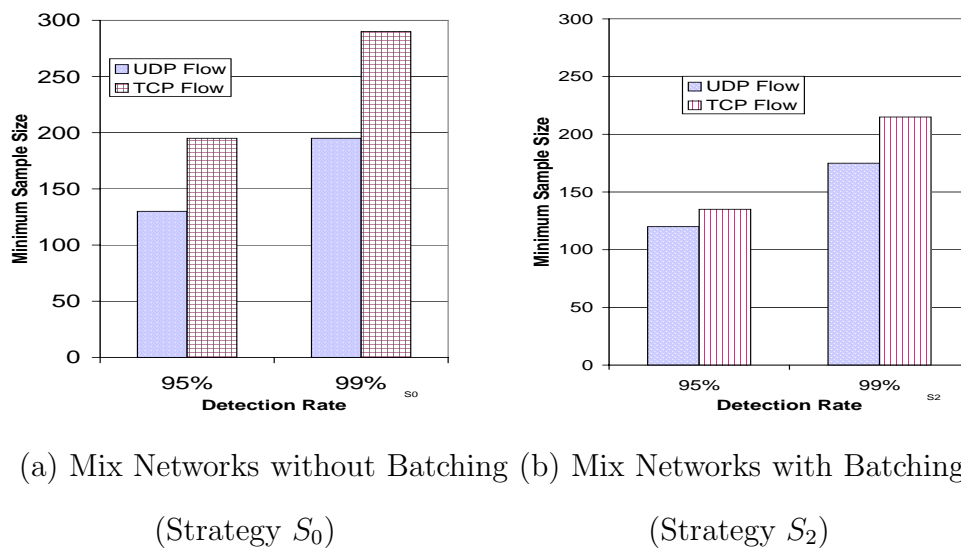 300
250
200
150
100
50
0
Minimum Sample Size
UDP Flow
TCP Flow
95% 99%
S0
Detection Rate
300
250
200
150
100
50
0
Minimum Sample Size
UDP Flow
TCP Flow
95% 99%
S2
Detection Rate
(a) Mix Networks without Batching (b) Mix Networks with Batching
(Strategy S0) (Strategy S2)